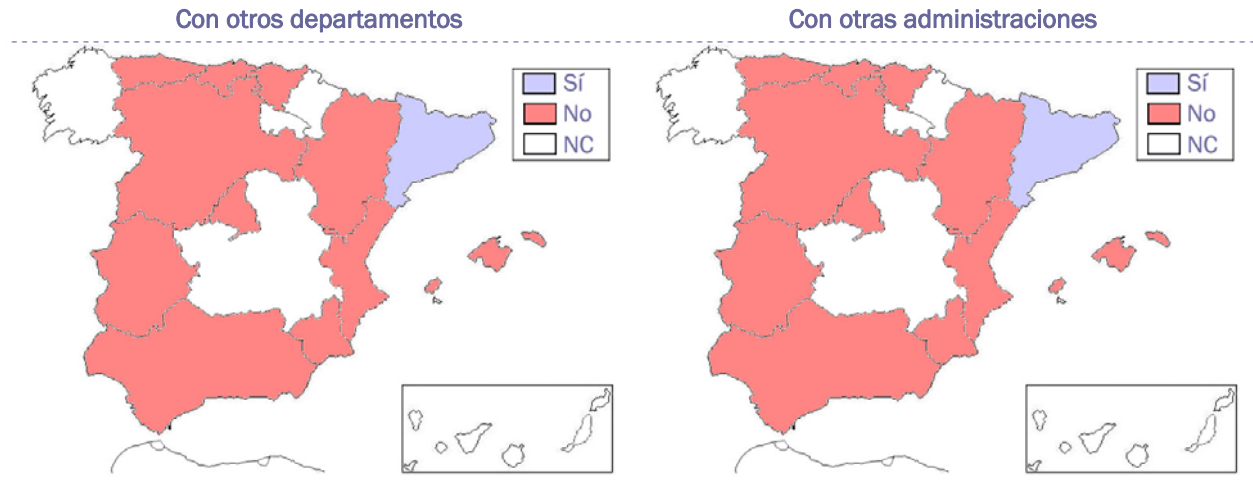 Con otros departamentos
Con otras administraciones
Sí
No
NC
Sí
No
NC